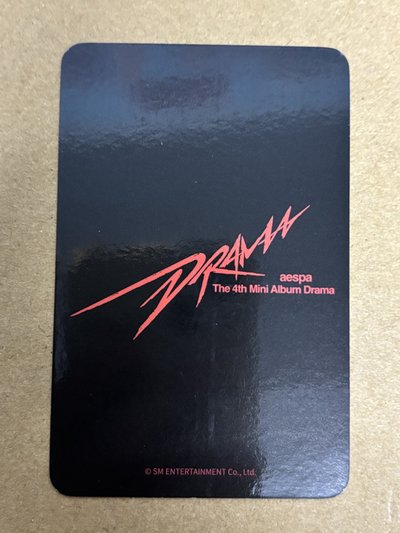 DRAMA
aespa
The 4th Mini Album Drama
© SM ENTERTAINMENT Co., Ltd.